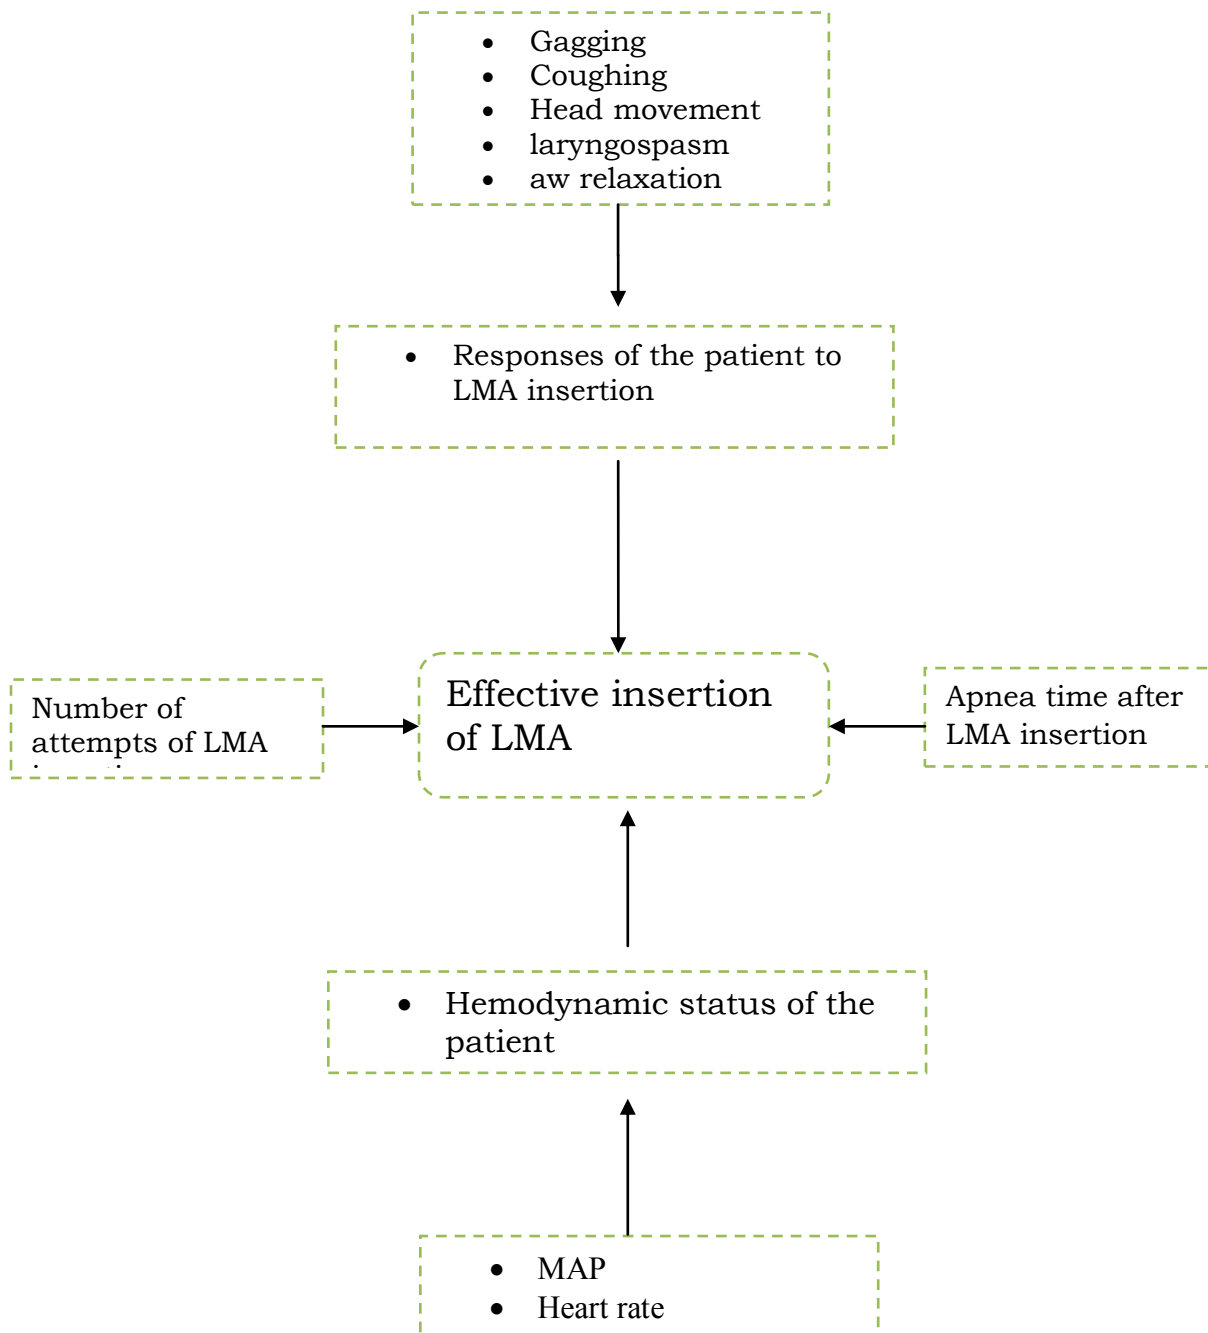 • Gagging
• Coughing
• Head movement
• laryngospasm
• aw relaxation
• Responses of the patient to
LMA insertion
Number of
attempts of LMA
Effective insertion
of LMA
Apnea time after
LMA insertion
• Hemodynamic status of the
patient
• MAP
• Heart rate